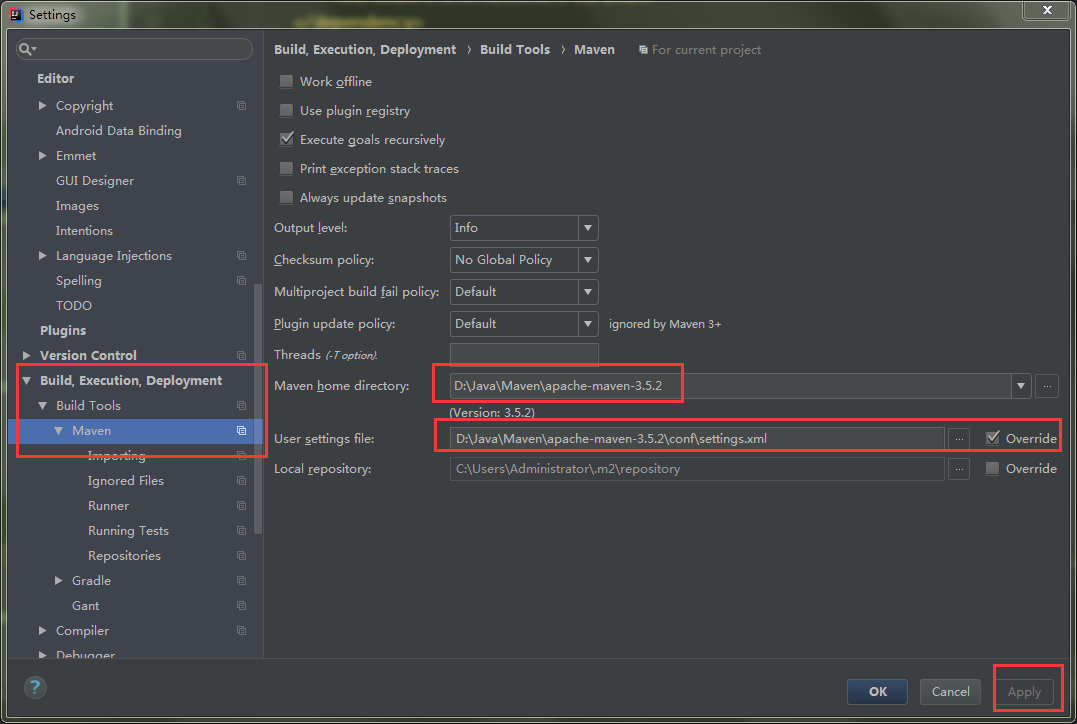 Settings
Editor
Copyright
Android Data Binding
Emmet
GUI Designer
Images
Intentions
Language Injections
Spelling
TODO
Plugins
Version Control
Build, Execution, Deployment
Build Tools
Maven
Importing
Ignored Files
Runner
Running Tests
Repositories
Gradle
Gant
Compiler
Debugger
Build, Execution, Deployment › Build Tools › Maven For current project
Work offline
Use plugin registry
Execute goals recursively
Print exception stack traces
Always update snapshots
Output level: Info
Checksum policy: No Global Policy
Multiproject build fail policy: Default
Plugin update policy: Default ignored by Maven 3+
Threads (-T option).
Maven home directory: D:\Java\Maven\apache-maven-3.5.2 ...
(Version: 3.5.2)
User settings file: D:\Java\Maven\apache-maven-3.5.2\conf\settings.xml ... Override
Local repository: C:\Users\Administrator\.m2\repository ... Override
? OK Cancel Apply